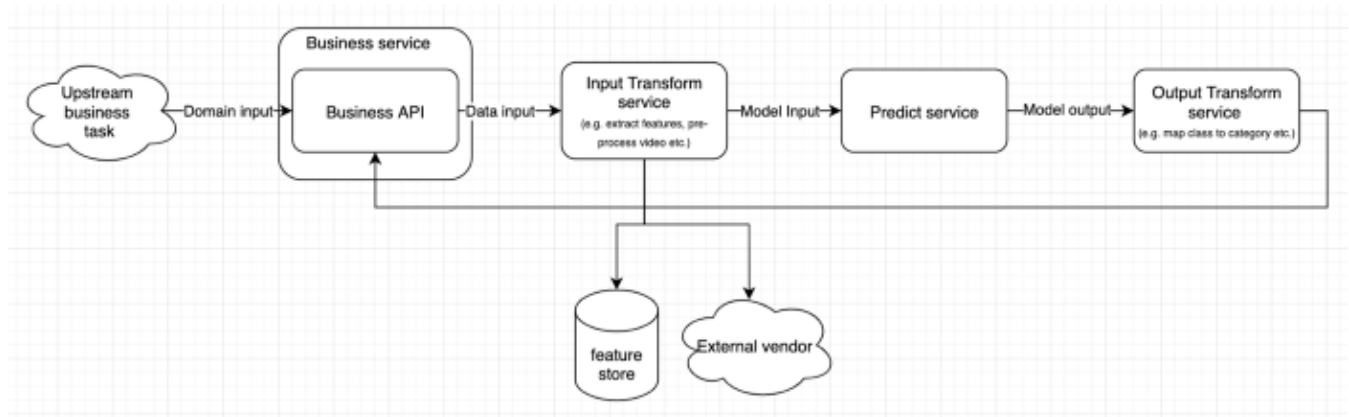 Business service
Upstream
business
task
Domain input
Business API
Data input
Input Transform
service
(e.g. extract features, pre-
process video etc.)
Model Input
Predict service
Model output
Output Transform
service
(e.g. map class to category etc.)
feature
store
External vendor